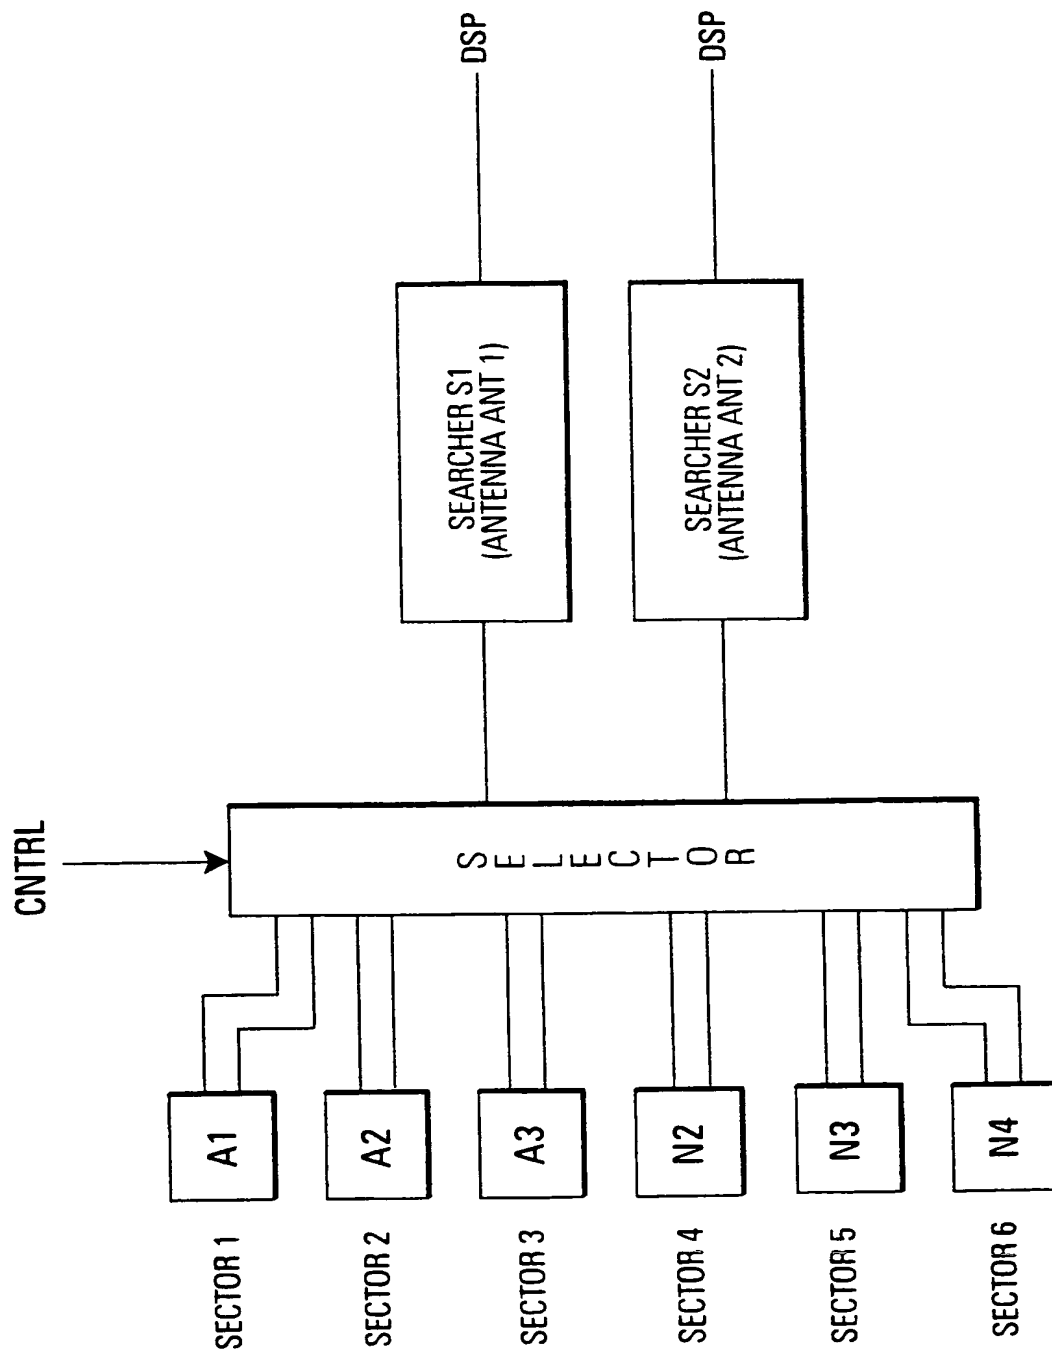 CNTRL
SECTOR 1
A1
SECTOR 2
A2
SECTOR 3
A3
SECTOR 4
N2
SECTOR 5
N3
SECTOR 6
N4
SELECTOR
SEARCHER S1
(ANTENNA ANT 1)
DSP
SEARCHER S2
(ANTENNA ANT 2)
DSP